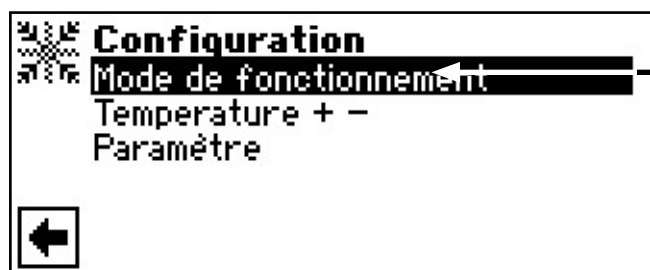 Configuration
Mode de fonctionnement
Temperature + −
Paramètre